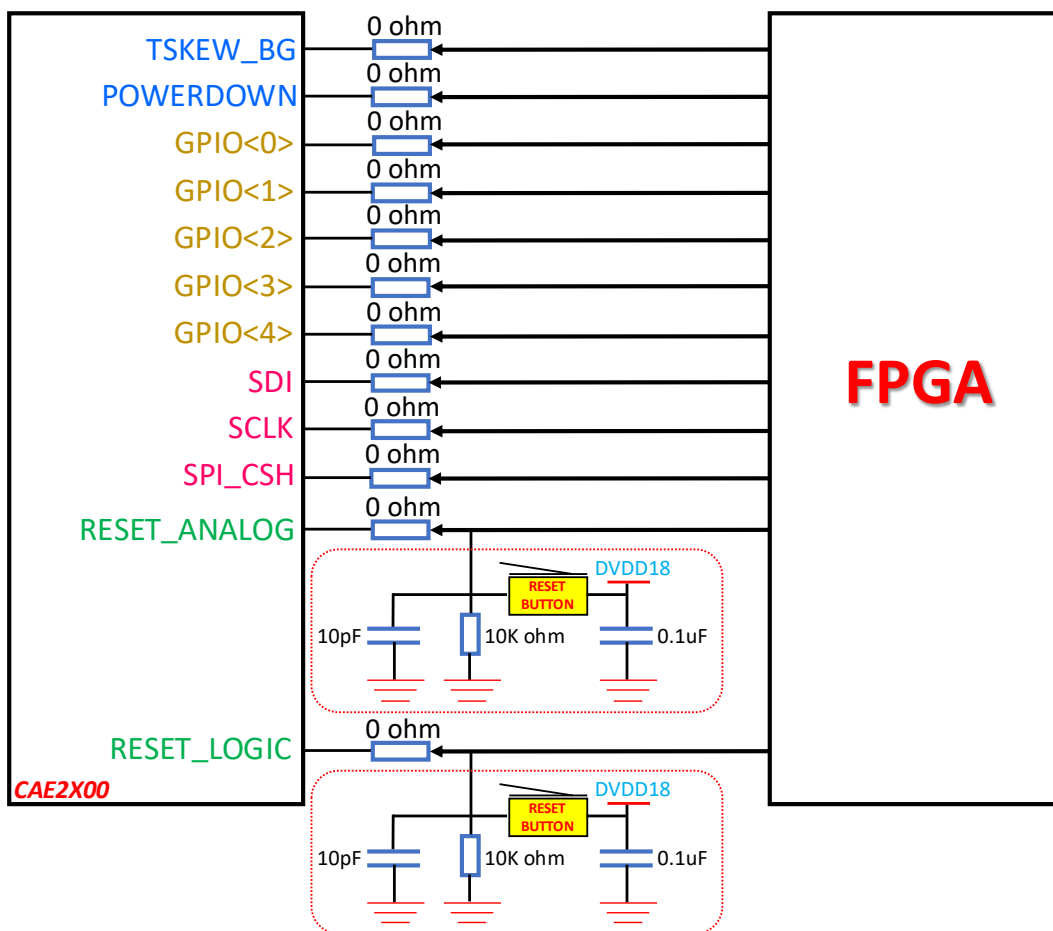 0 ohm
TSKEW_BG
0 ohm
POWERDOWN
0 ohm
GPIO<0>
0 ohm
GPIO<1>
0 ohm
GPIO<2>
0 ohm
GPIO<3>
0 ohm
GPIO<4>
0 ohm
SDI
FPGA
0 ohm
SCLK
0 ohm
SPI_CSH
0 ohm
RESET_ANALOG
DVDD18
RESET
BUTTON
10pF
10K ohm
0.1uF
0 ohm
RESET_LOGIC
CAE2X00
DVDD18
RESET
BUTTON
10pF
10K ohm
0.1uF